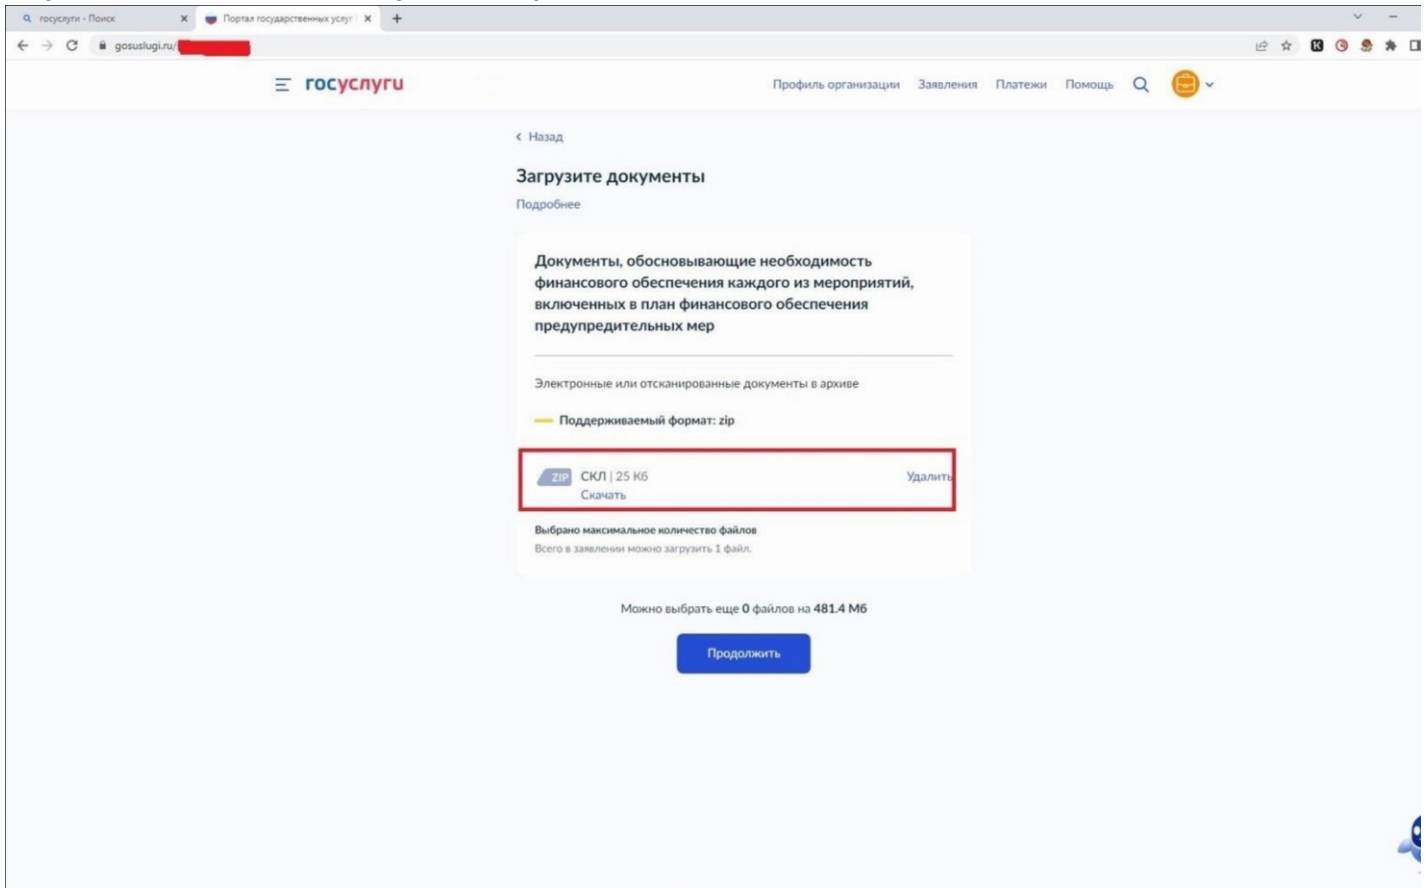 госуслуги - Поиск
Портал государственных услуг
gosuslugi.ru/
госуслуги
Профиль организации Заявления Платежи Помощь
Назад
Загрузите документы
Подробнее
Документы, обосновывающие необходимость
финансового обеспечения каждого из мероприятий,
включенных в план финансового обеспечения
предупредительных мер
Электронные или отсканированные документы в архиве
Поддерживаемый формат: zip
ZIP СКЛ | 25 Кб Удалить
Скачать
Выбрано максимальное количество файлов
Всего в заявлении можно загрузить 1 файл.
Можно выбрать еще 0 файлов на 481.4 Мб
Продолжить